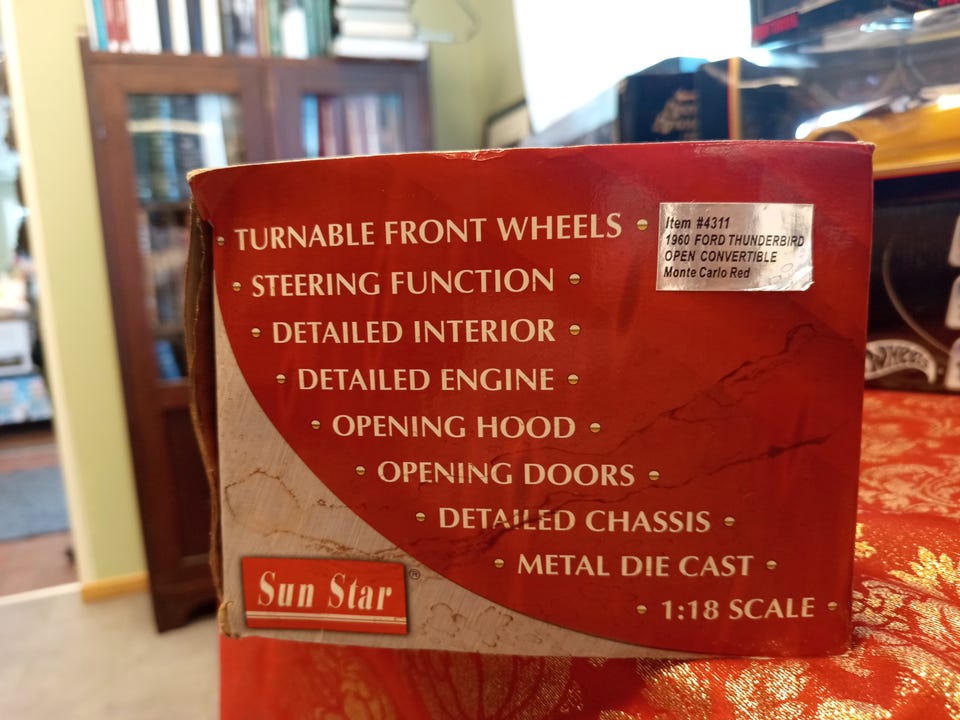 TURNABLE FRONT WHEELS
STEERING FUNCTION
DETAILED INTERIOR
DETAILED ENGINE
OPENING HOOD
OPENING DOORS
DETAILED CHASSIS
METAL DIE CAST
1:18 SCALE
Item #4311
1960 FORD THUNDERBIRD
OPEN CONVERTIBLE
Monte Carlo Red
Sun Star ®
WHEELS